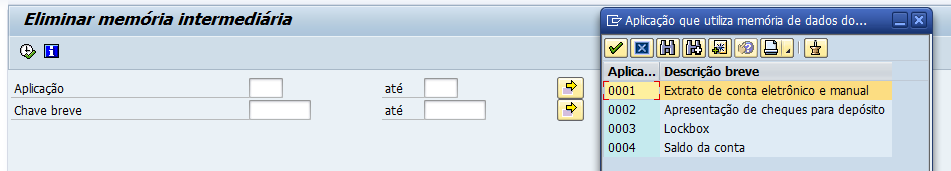 Eliminar memória intermediária
Aplicação até
Chave breve até
Aplicação que utiliza memória de dados do...
Aplica... Descrição breve
0001 Extrato de conta eletrônico e manual
0002 Apresentação de cheques para depósito
0003 Lockbox
0004 Saldo da conta